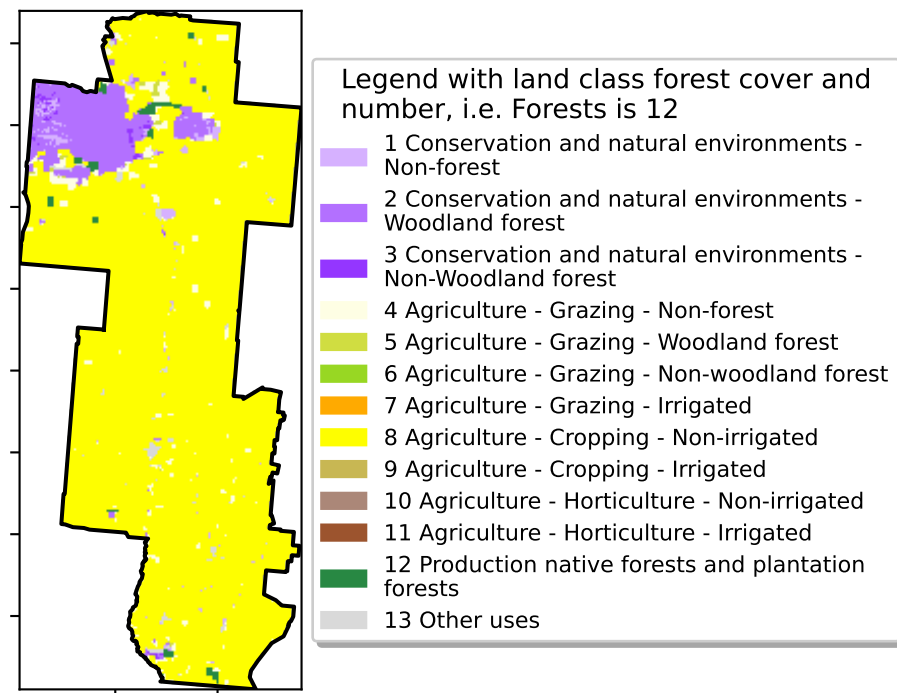 Legend with land class forest cover and
number, i.e. Forests is 12
1 Conservation and natural environments -
Non-forest
2 Conservation and natural environments -
Woodland forest
3 Conservation and natural environments -
Non-Woodland forest
4 Agriculture - Grazing - Non-forest
5 Agriculture - Grazing - Woodland forest
6 Agriculture - Grazing - Non-woodland forest
7 Agriculture - Grazing - Irrigated
8 Agriculture - Cropping - Non-irrigated
9 Agriculture - Cropping - Irrigated
10 Agriculture - Horticulture - Non-irrigated
11 Agriculture - Horticulture - Irrigated
12 Production native forests and plantation
forests
13 Other uses